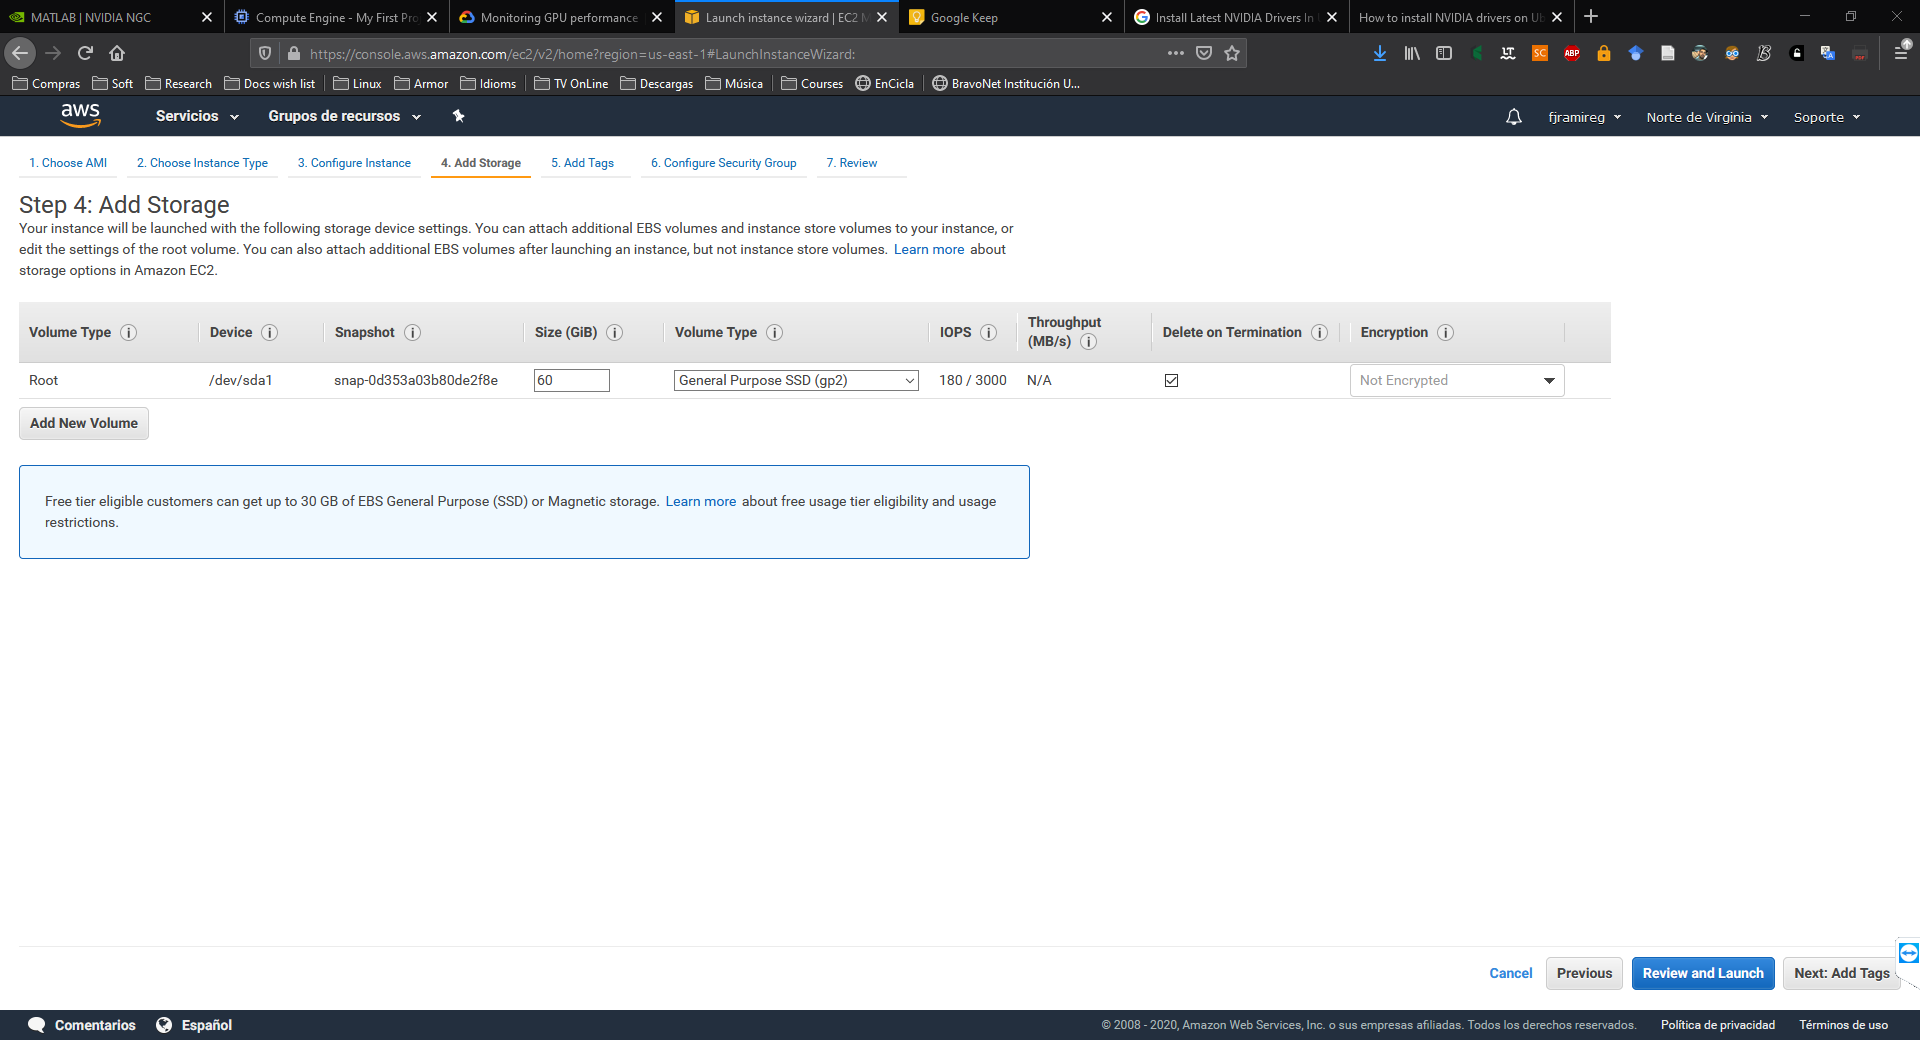 MATLAB | NVIDIA NGC
Compute Engine - My First Pro
Monitoring GPU performance
Launch instance wizard | EC2 M
Google Keep
Install Latest NVIDIA Drivers In
How to install NVIDIA drivers on Ub
https://console.aws.amazon.com/ec2/v2/home?region=us-east-1#LaunchInstanceWizard:
SC
ABP
Compras
Soft
Research
Docs wish list
Linux
Armor
Idioms
TV OnLine
Descargas
Música
Courses
EnCicla
BravoNet Institución U...
aws
Servicios
Grupos de recursos
fjramireg
Norte de Virginia
Soporte
1. Choose AMI
2. Choose Instance Type
3. Configure Instance
4. Add Storage
5. Add Tags
6. Configure Security Group
7. Review
Step 4: Add Storage
Your instance will be launched with the following storage device settings. You can attach additional EBS volumes and instance store volumes to your instance, or
edit the settings of the root volume. You can also attach additional EBS volumes after launching an instance, but not instance store volumes. Learn more about
storage options in Amazon EC2.
Volume Type
Device
Snapshot
Size (GiB)
Volume Type
IOPS
Throughput
(MB/s)
Delete on Termination
Encryption
Root
/dev/sda1
snap-0d353a03b80de2f8e
60
General Purpose SSD (gp2)
180 / 3000
N/A
Not Encrypted
Add New Volume
Free tier eligible customers can get up to 30 GB of EBS General Purpose (SSD) or Magnetic storage. Learn more about free usage tier eligibility and usage
restrictions.
Cancel
Previous
Review and Launch
Next: Add Tags
Comentarios
Español
© 2008 - 2020, Amazon Web Services, Inc. o sus empresas afiliadas. Todos los derechos reservados.
Política de privacidad
Términos de uso